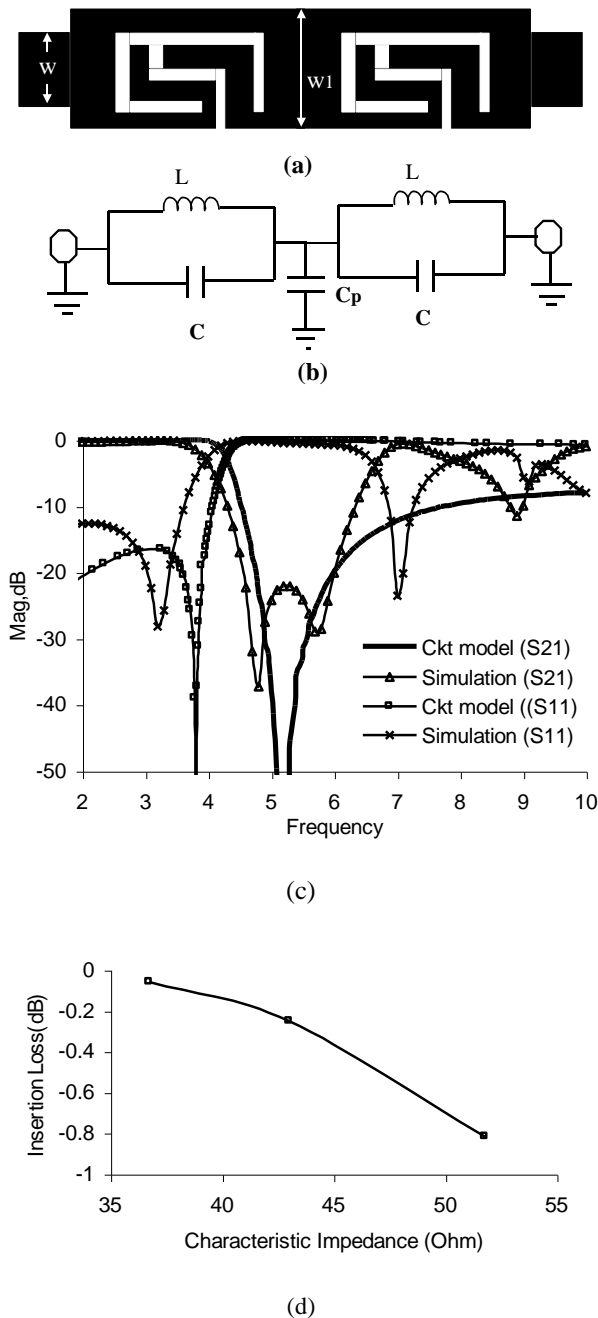 W
W1
(a)
L
L
C
Cp
C
(b)
0
-10
-20
-30
-40
-50
Mag,dB
Ckt model (S21)
Simulation (S21)
Ckt model ((S11)
Simulation (S11)
2 3 4 5 6 7 8 9 10
Frequency
(c)
0
-0.2
-0.4
-0.6
-0.8
-1
Insertion Loss(dB)
35 40 45 50 55
Characteristic Impedance (Ohm)
(d)